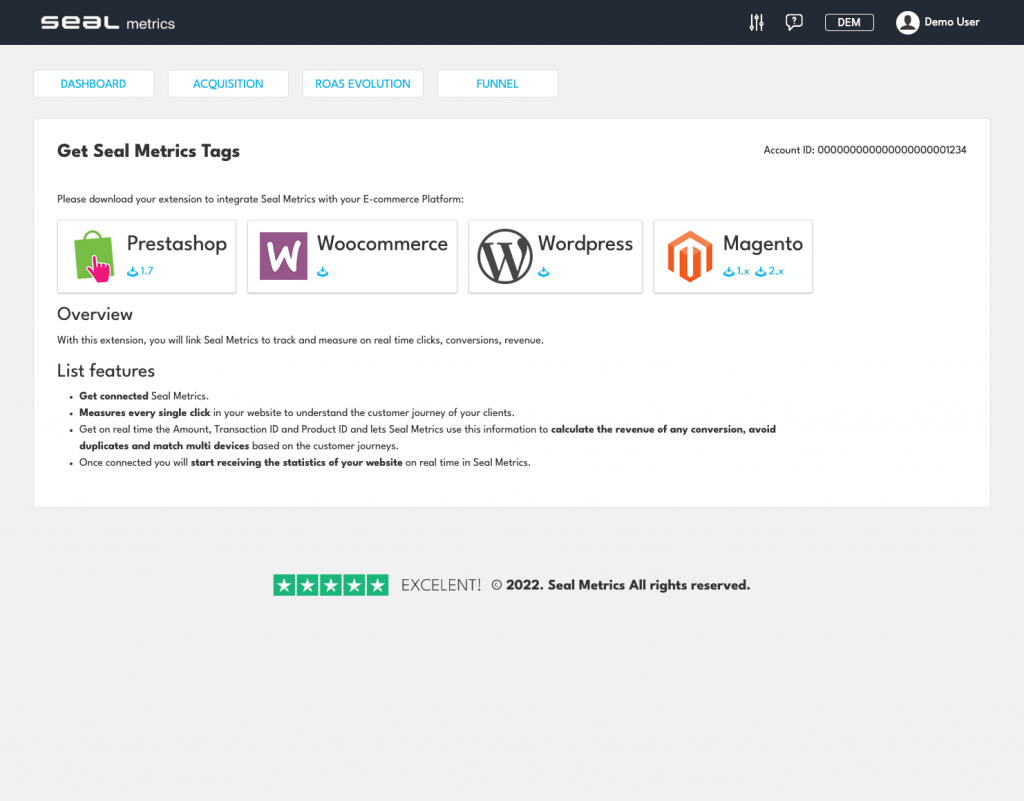 seal metrics
DEM
Demo User
DASHBOARD
ACQUISITION
ROAS EVOLUTION
FUNNEL
Get Seal Metrics Tags
Account ID: 000000000000000000001234
Please download your extension to integrate Seal Metrics with your E-commerce Platform:
Prestashop
1.7
W
Woocommerce
Wordpress
Magento
1.x 2.x
Overview
With this extension, you will link Seal Metrics to track and measure on real time clicks, conversions, revenue.
List features
• Get connected Seal Metrics.
• Measures every single click in your website to understand the customer journey of your clients.
• Get on real time the Amount, Transaction ID and Product ID and lets Seal Metrics use this information to calculate the revenue of any conversion, avoid
duplicates and match multi devices based on the customer journeys.
• Once connected you will start receiving the statistics of your website on real time in Seal Metrics.
EXCELENT! © 2022. Seal Metrics All rights reserved.